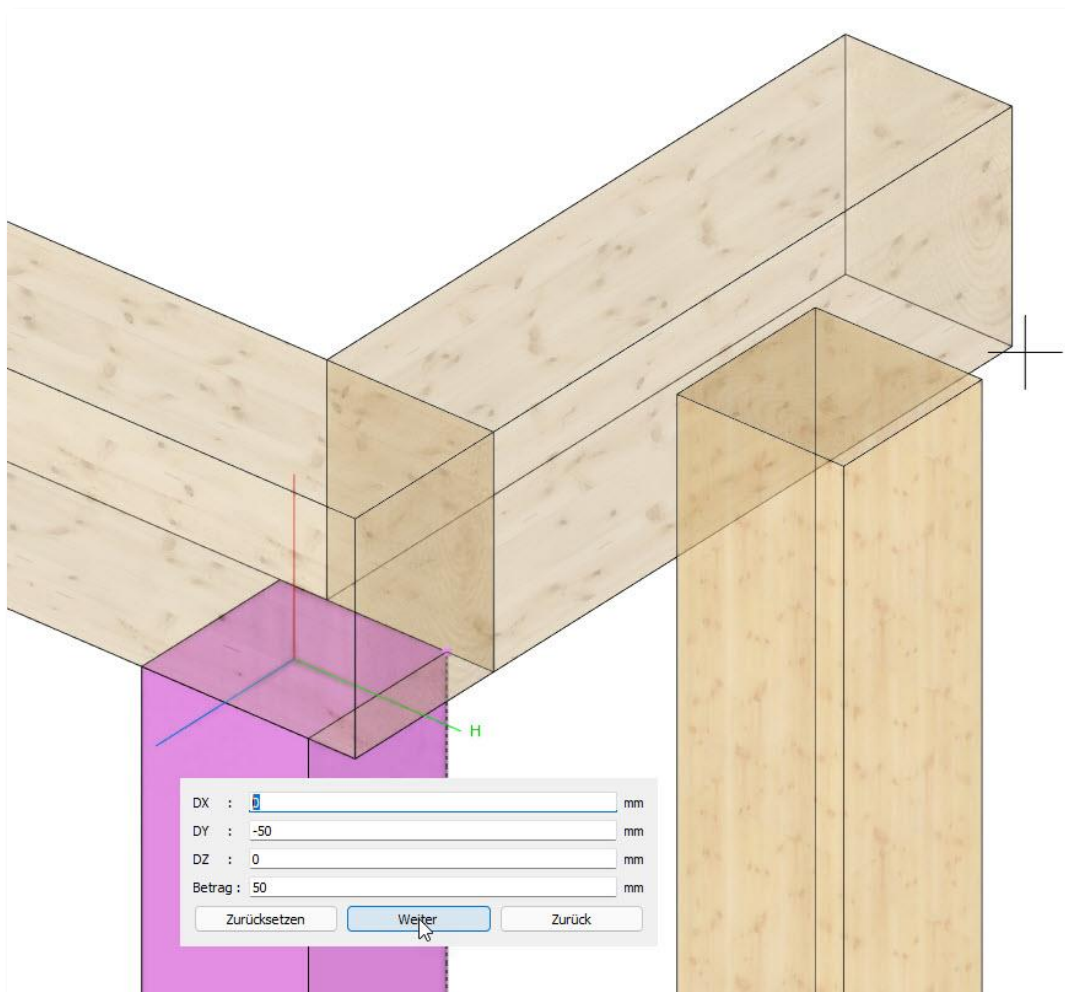 H
DX : 0 mm
DY : -50 mm
DZ : 0 mm
Betrag : 50 mm
Zurücksetzen Weiter Zurück